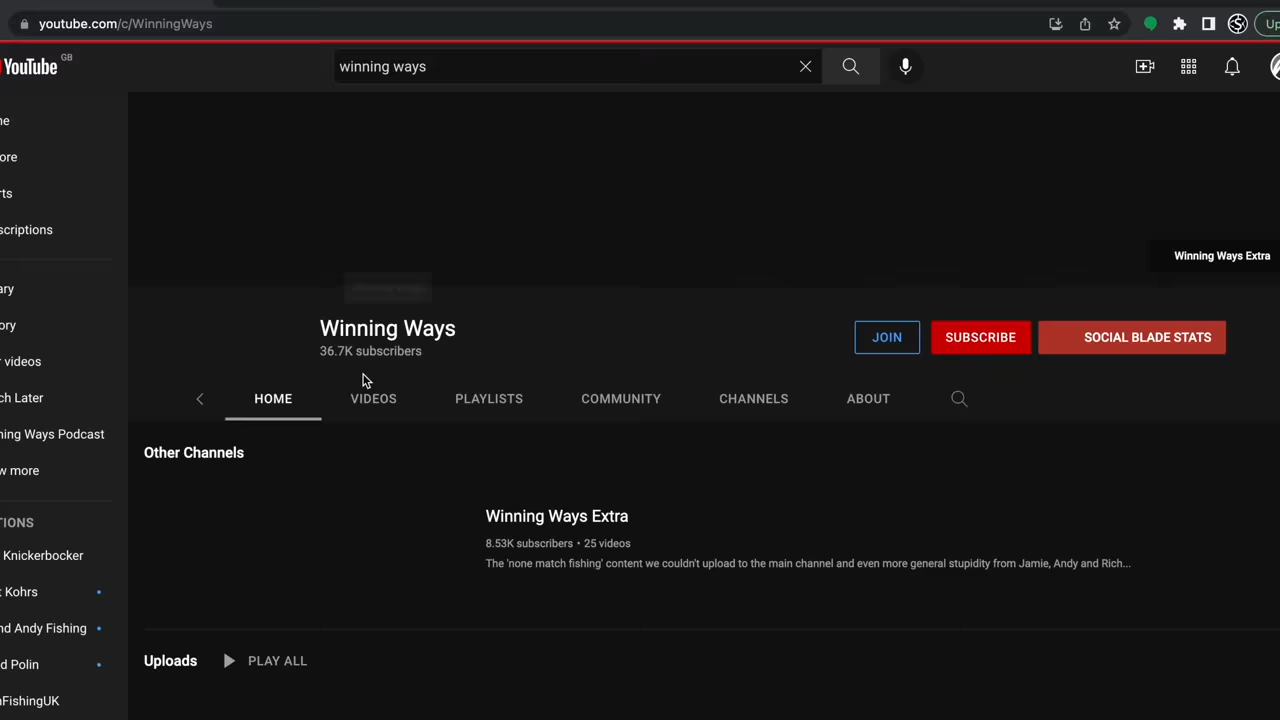 youtube.com/c/WinningWays
Up
YouTube GB
winning ways
ne
ore
rts
scriptions
ary
ory
r videos
ch Later
ning Ways Podcast
w more
TIONS
Knickerbocker
t Kohrs
nd Andy Fishing
d Polin
nFishingUK
Winning Ways Extra
Winning Ways
36.7K subscribers
JOIN
SUBSCRIBE
SOCIAL BLADE STATS
HOME
VIDEOS
PLAYLISTS
COMMUNITY
CHANNELS
ABOUT
Other Channels
Winning Ways Extra
8.53K subscribers • 25 videos
The 'none match fishing' content we couldn't upload to the main channel and even more general stupidity from Jamie, Andy and Rich...
Uploads
PLAY ALL